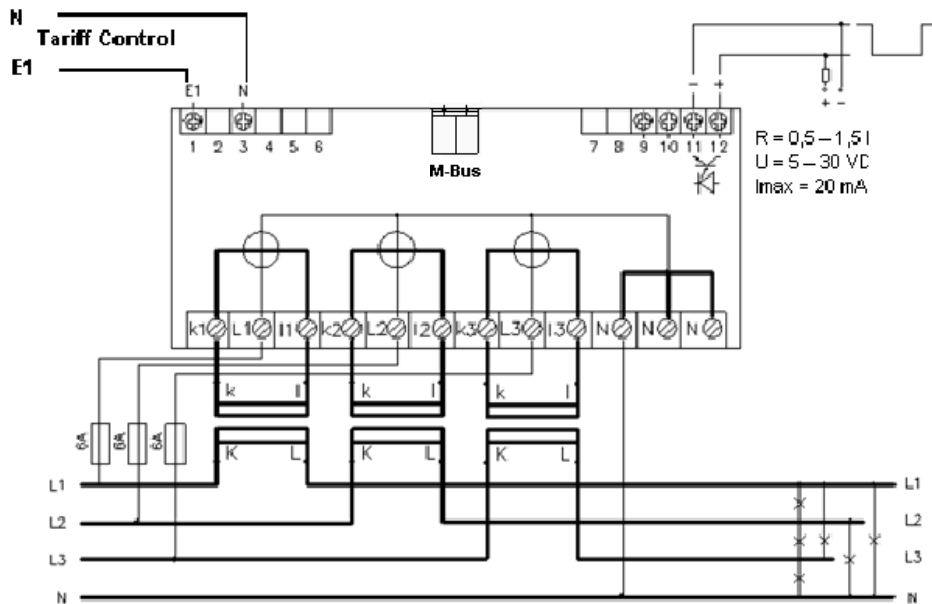 N
Tariff Control
E1
E1 N
- +
+ -
1 2 3 4 5 6
7 8 9 10 11 12
M-Bus
R = 0,5 – 1,5
U = 5 – 30 VD
Imax = 20 mA
k1 L1 l1 k2 L2 l2 k3 L3 l3 N N N
k l k l k l
6A 6A 6A
K L K L K L
L1 L1
L2 L2
L3 L3
N N